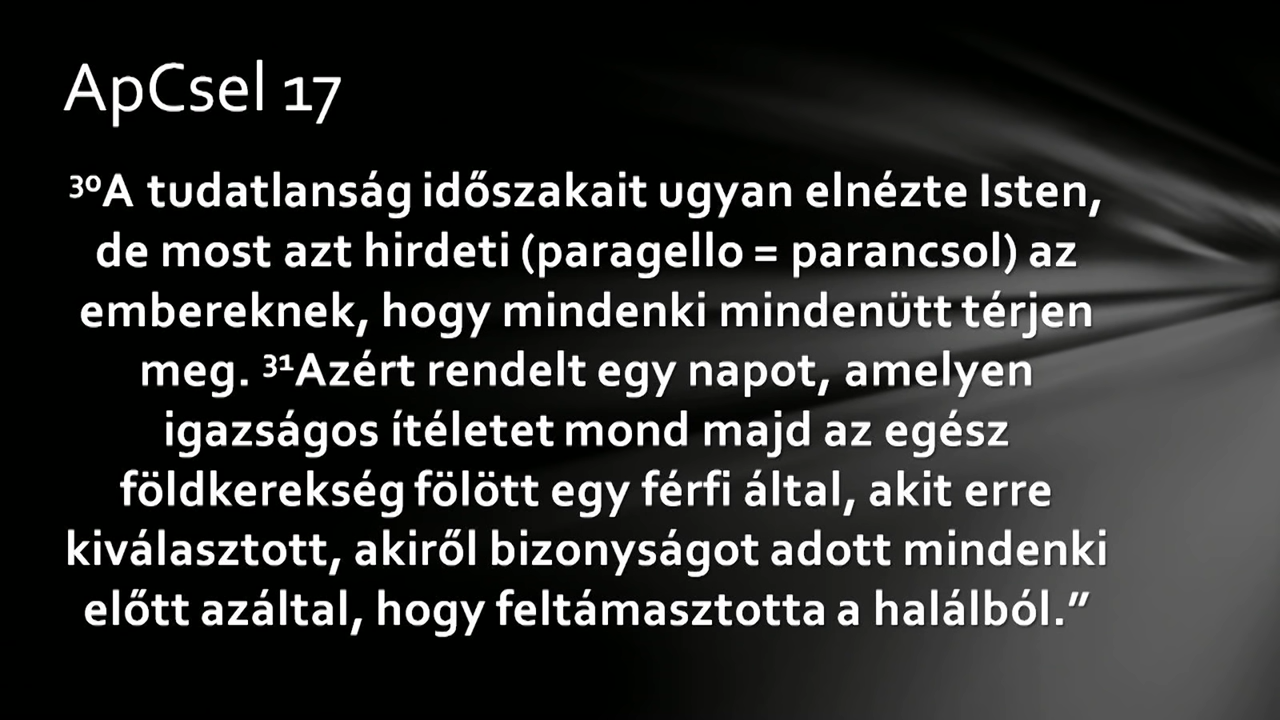 ApCsel 17
³⁰A tudatlanság időszakait ugyan elnézte Isten,
de most azt hirdeti (paragello = parancsol) az
embereknek, hogy mindenki mindenütt térjen
meg. ³¹Azért rendelt egy napot, amelyen
igazságos ítéletet mond majd az egész
földkerekség fölött egy férfi által, akit erre
kiválasztott, akiről bizonyságot adott mindenki
előtt azáltal, hogy feltámasztotta a halálból.”